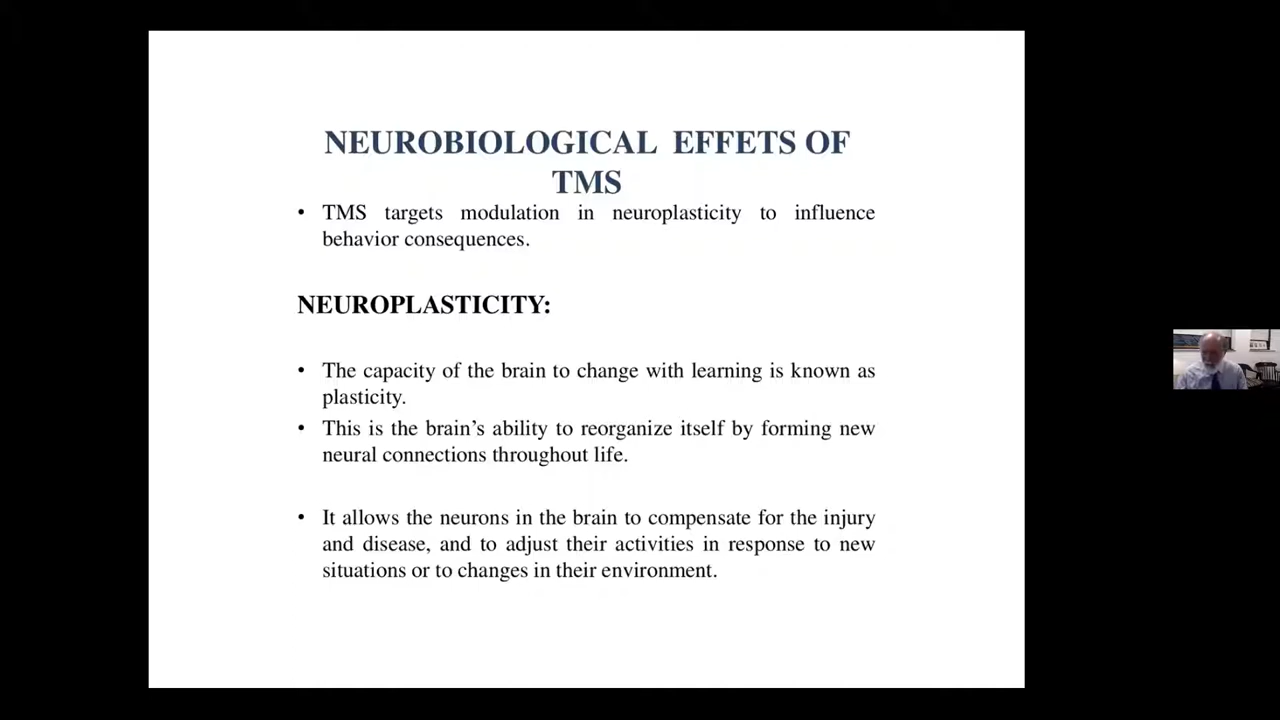 NEUROBIOLOGICAL EFFETS OF
TMS
• TMS targets modulation in neuroplasticity to influence
behavior consequences.
NEUROPLASTICITY:
• The capacity of the brain to change with learning is known as
plasticity.
• This is the brain’s ability to reorganize itself by forming new
neural connections throughout life.
• It allows the neurons in the brain to compensate for the injury
and disease, and to adjust their activities in response to new
situations or to changes in their environment.